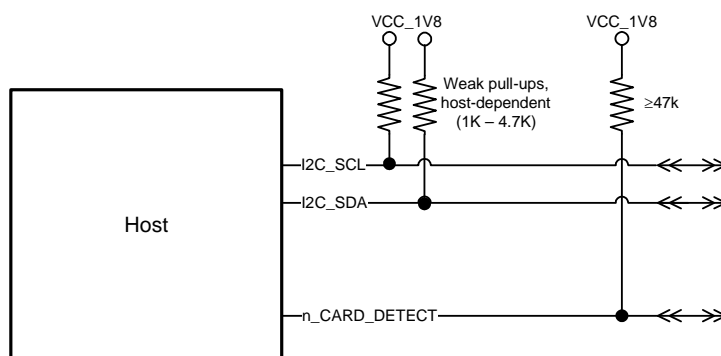 VCC_1V8 VCC_1V8
Weak pull-ups,
host-dependent
(1K – 4.7K)
≥47k
I2C_SCL
I2C_SDA
Host
n_CARD_DETECT